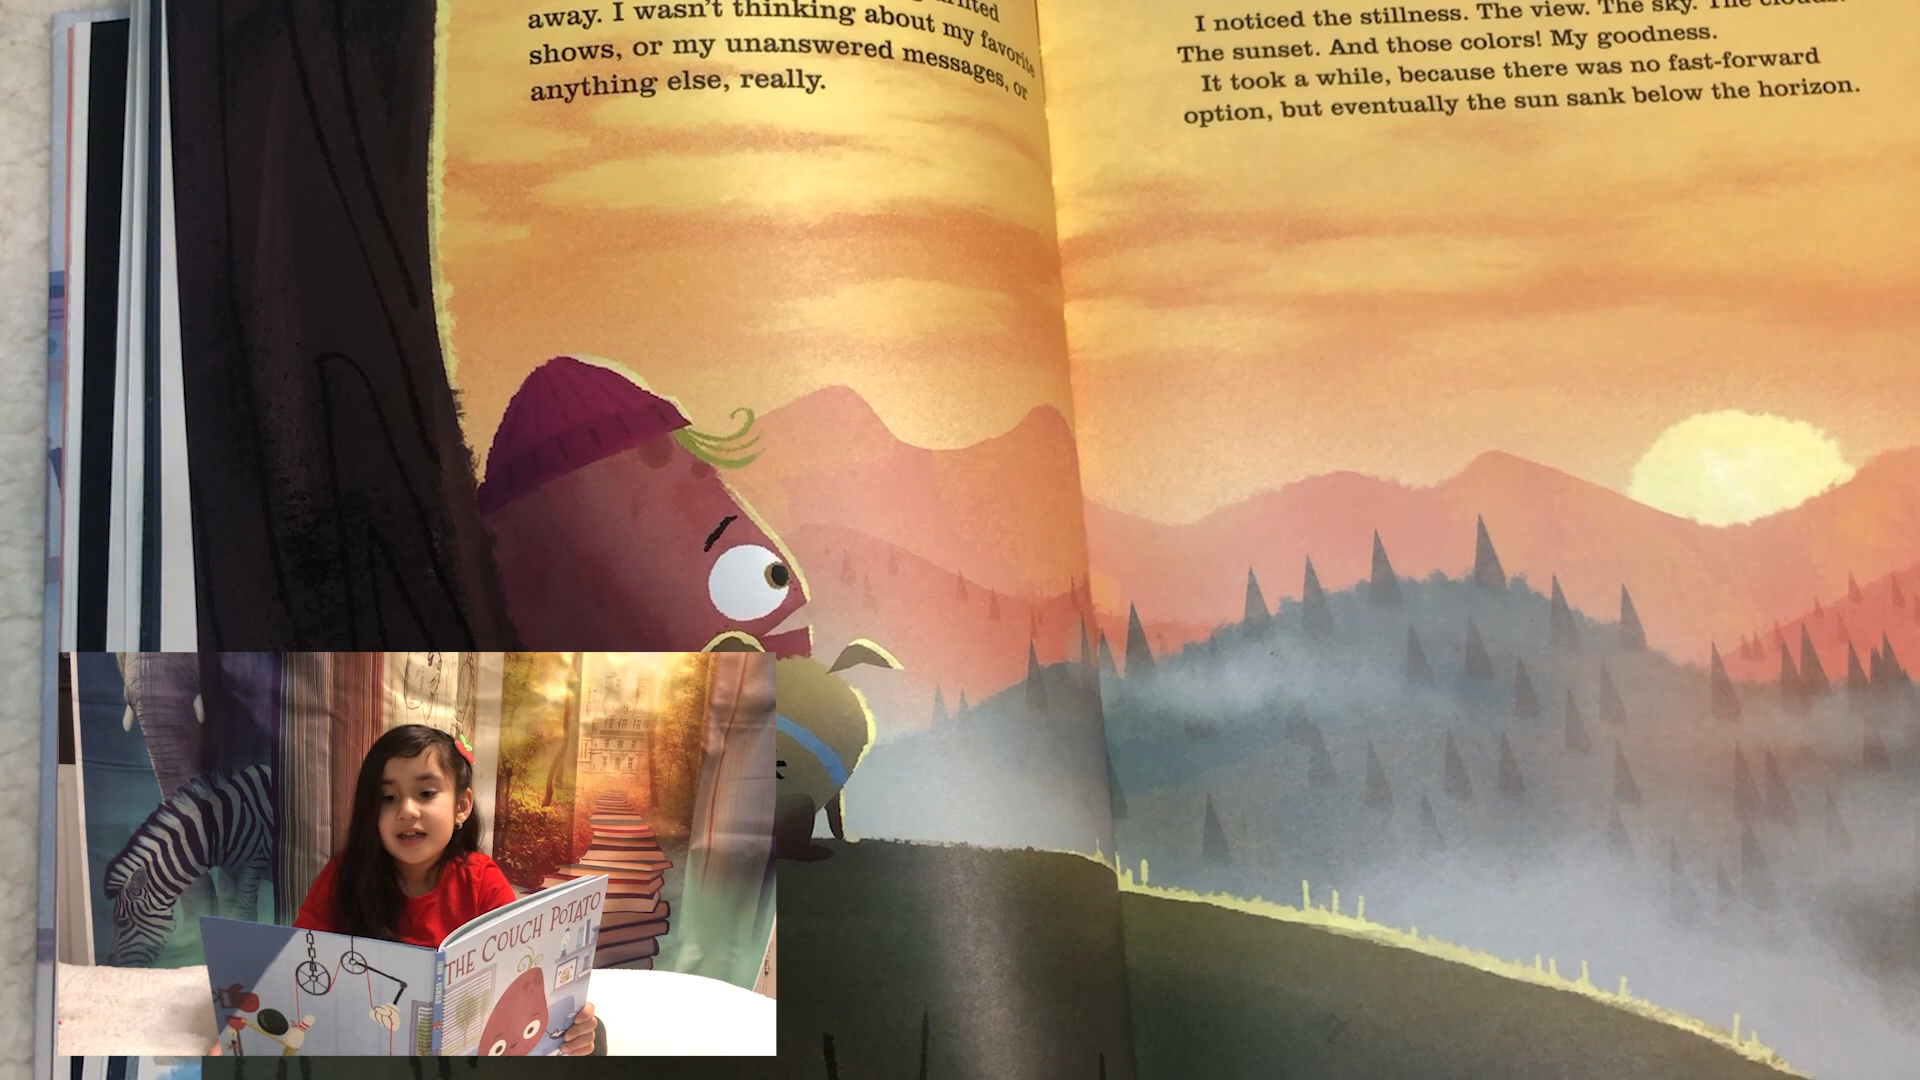 away. I wasn't thinking about my favorite
shows, or my unanswered messages, or
anything else, really.
I noticed the stillness. The view. The sky. The clouds.
The sunset. And those colors! My goodness.
It took a while, because there was no fast-forward
option, but eventually the sun sank below the horizon.
THE COUCH POTATO